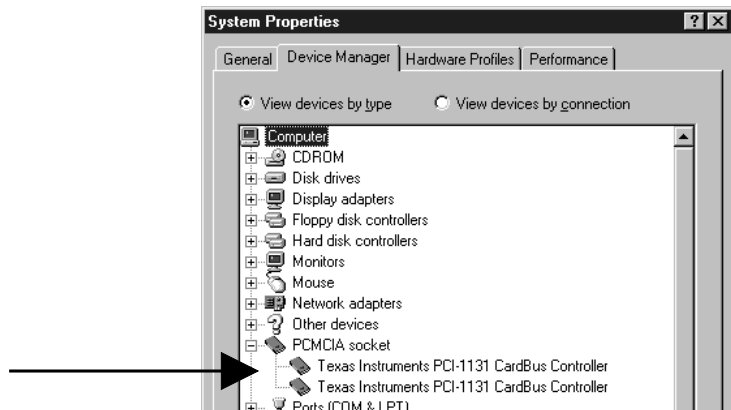 System Properties
General Device Manager Hardware Profiles Performance
View devices by type View devices by connection
Computer
CDROM
Disk drives
Display adapters
Floppy disk controllers
Hard disk controllers
Monitors
Mouse
Network adapters
Other devices
PCMCIA socket
Texas Instruments PCI-1131 CardBus Controller
Texas Instruments PCI-1131 CardBus Controller
Ports (COM & LPT)